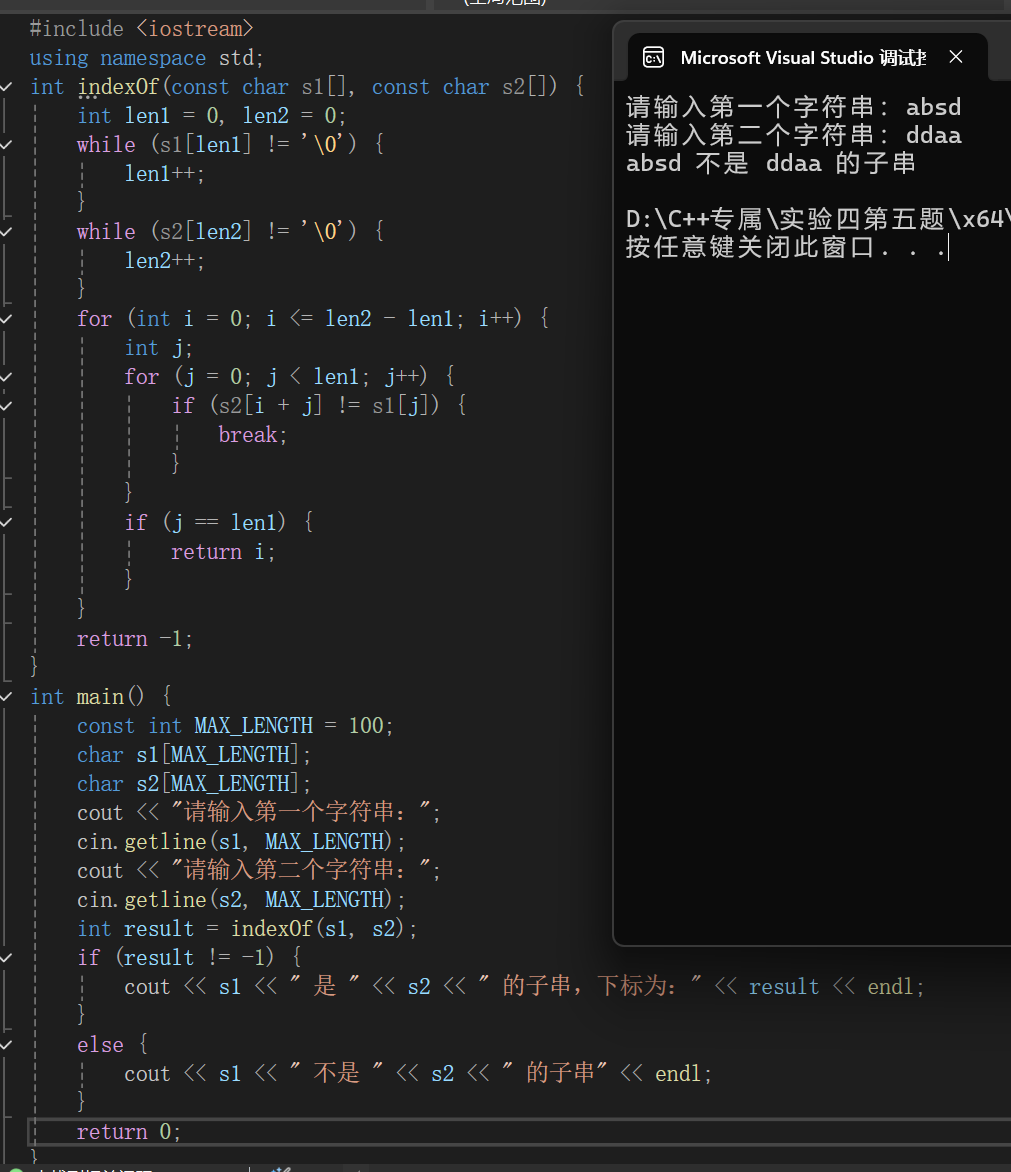 (全局范围)
#include <iostream>
using namespace std;
int indexOf(const char s1[], const char s2[]) {
int len1 = 0, len2 = 0;
while (s1[len1] != '\0') {
len1++;
}
while (s2[len2] != '\0') {
len2++;
}
for (int i = 0; i <= len2 - len1; i++) {
int j;
for (j = 0; j < len1; j++) {
if (s2[i + j] != s1[j]) {
break;
}
}
if (j == len1) {
return i;
}
}
return -1;
}
int main() {
const int MAX_LENGTH = 100;
char s1[MAX_LENGTH];
char s2[MAX_LENGTH];
cout << "请输入第一个字符串: ";
cin.getline(s1, MAX_LENGTH);
cout << "请输入第二个字符串: ";
cin.getline(s2, MAX_LENGTH);
int result = indexOf(s1, s2);
if (result != -1) {
cout << s1 << " 是 " << s2 << " 的子串，下标为: " << result << endl;
}
else {
cout << s1 << " 不是 " << s2 << " 的子串" << endl;
}
return 0;
}
Microsoft Visual Studio 调试
请输入第一个字符串: absd
请输入第二个字符串: ddaa
absd 不是 ddaa 的子串
D:\C++专属\实验四第五题\x64\
按任意键关闭此窗口. . .